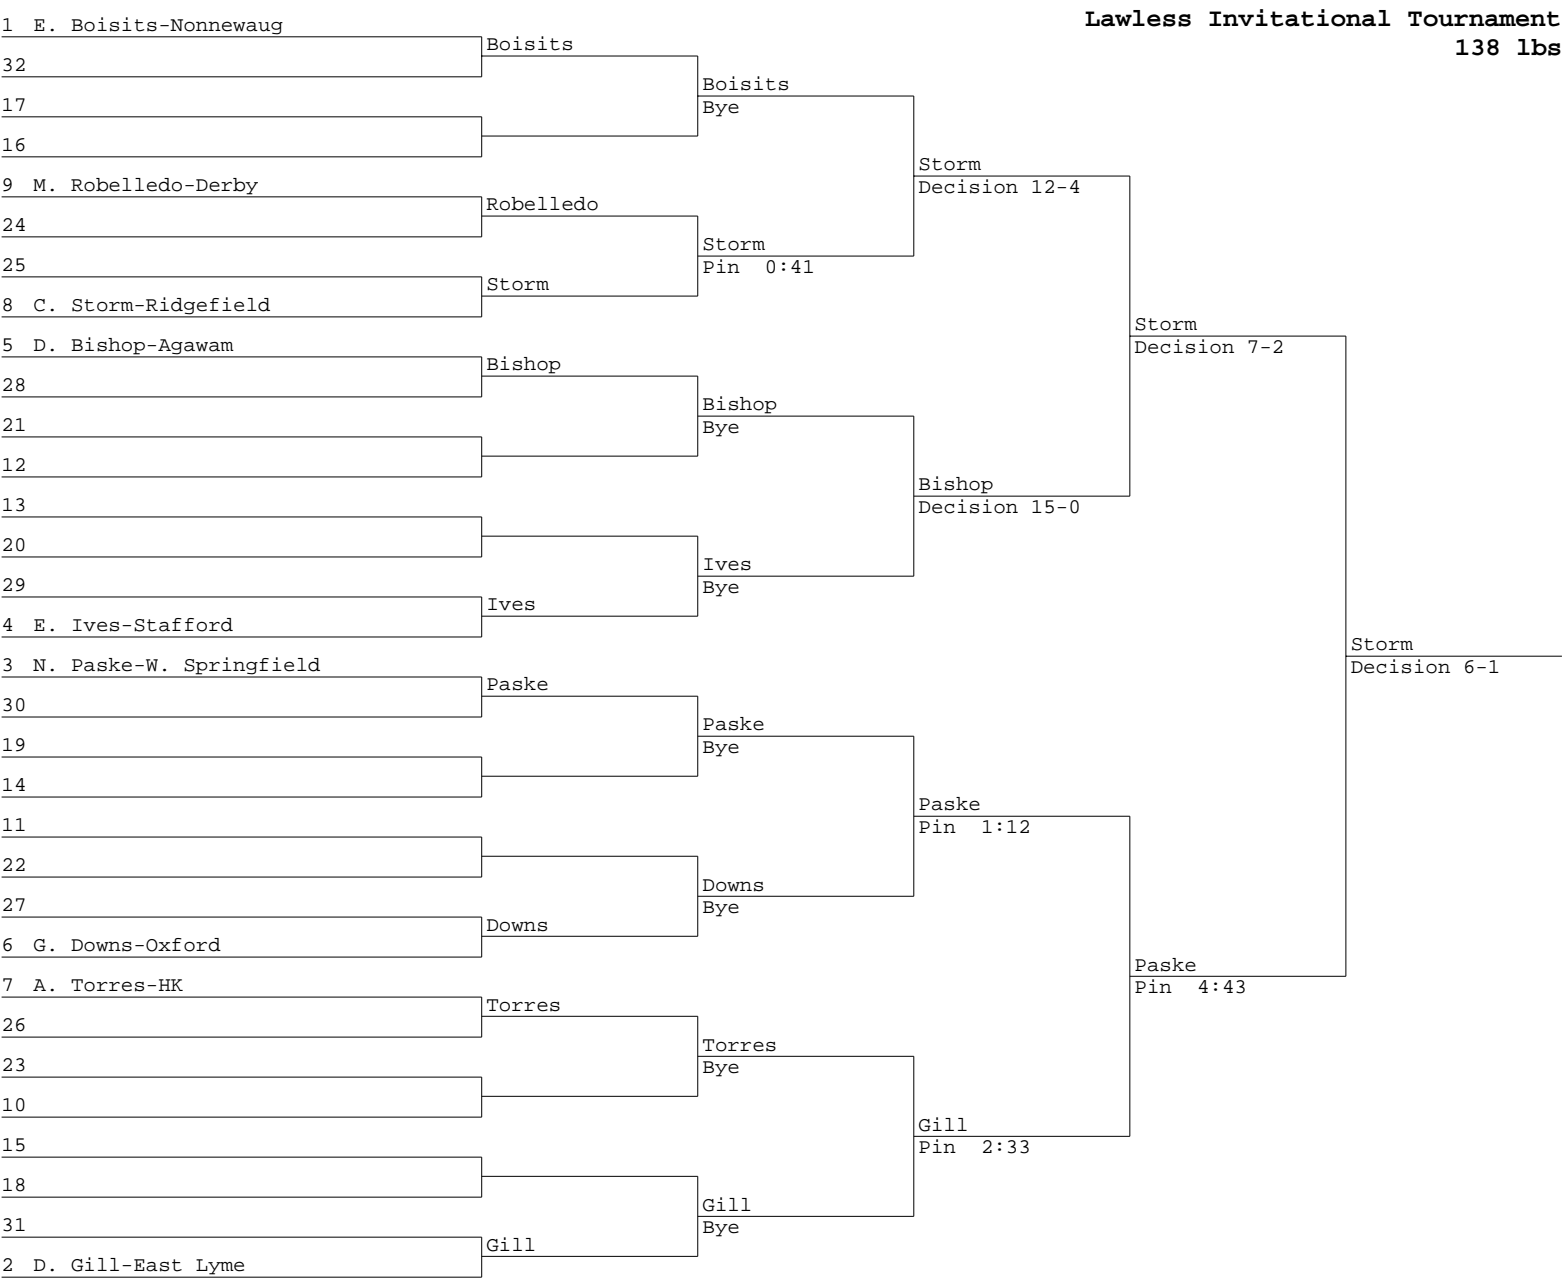 Lawless Invitational Tournament
138 lbs
1 E. Boisits-Nonnewaug
32
17
16
9 M. Robelledo-Derby
24
25
8 C. Storm-Ridgefield
5 D. Bishop-Agawam
28
21
12
13
20
29
4 E. Ives-Stafford
3 N. Paske-W. Springfield
30
19
14
11
22
27
6 G. Downs-Oxford
7 A. Torres-HK
26
23
10
15
18
31
2 D. Gill-East Lyme
Boisits
Robelledo
Storm
Bishop
Ives
Paske
Downs
Torres
Gill
Boisits
Bye
Storm
Pin 0:41
Bishop
Bye
Ives
Bye
Paske
Bye
Downs
Bye
Torres
Bye
Gill
Bye
Storm
Decision 12-4
Bishop
Decision 15-0
Paske
Pin 1:12
Gill
Pin 2:33
Storm
Decision 7-2
Paske
Pin 4:43
Storm
Decision 6-1